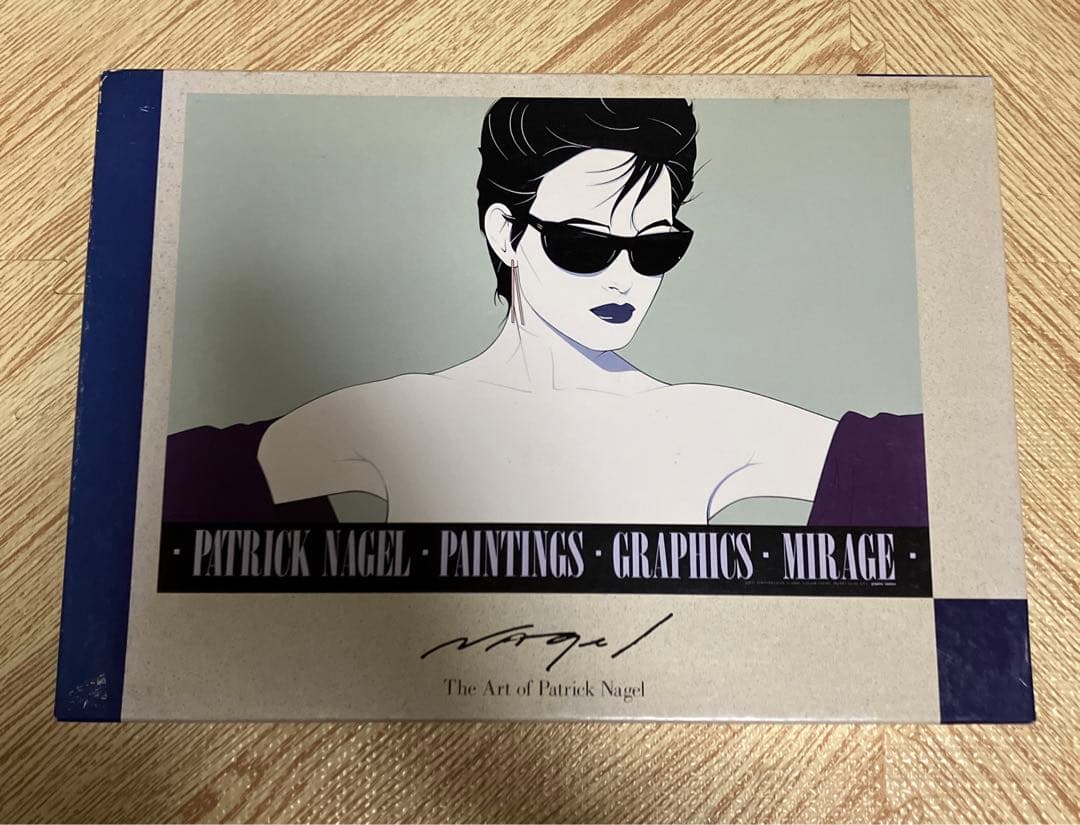 · PATRICK NAGEL · PAINTINGS · GRAPHICS · MIRAGE ·
Nagel
The Art of Patrick Nagel